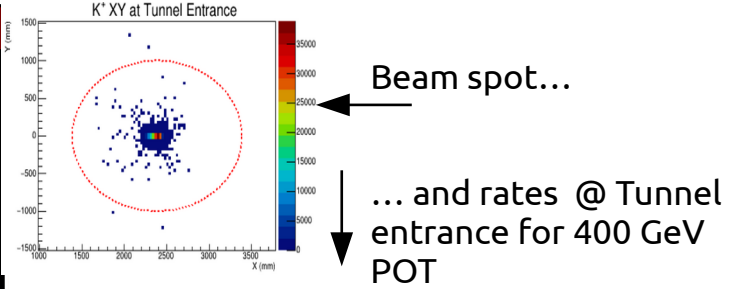 K⁺ XY at Tunnel Entrance
Y (mm)
1500
1000
500
0
−500
−1000
−1500
1000 1500 2000 2500 3000 3500
X (mm)
35000
30000
25000
20000
15000
10000
5000
0
Beam spot…
… and rates @ Tunnel
entrance for 400 GeV
POT